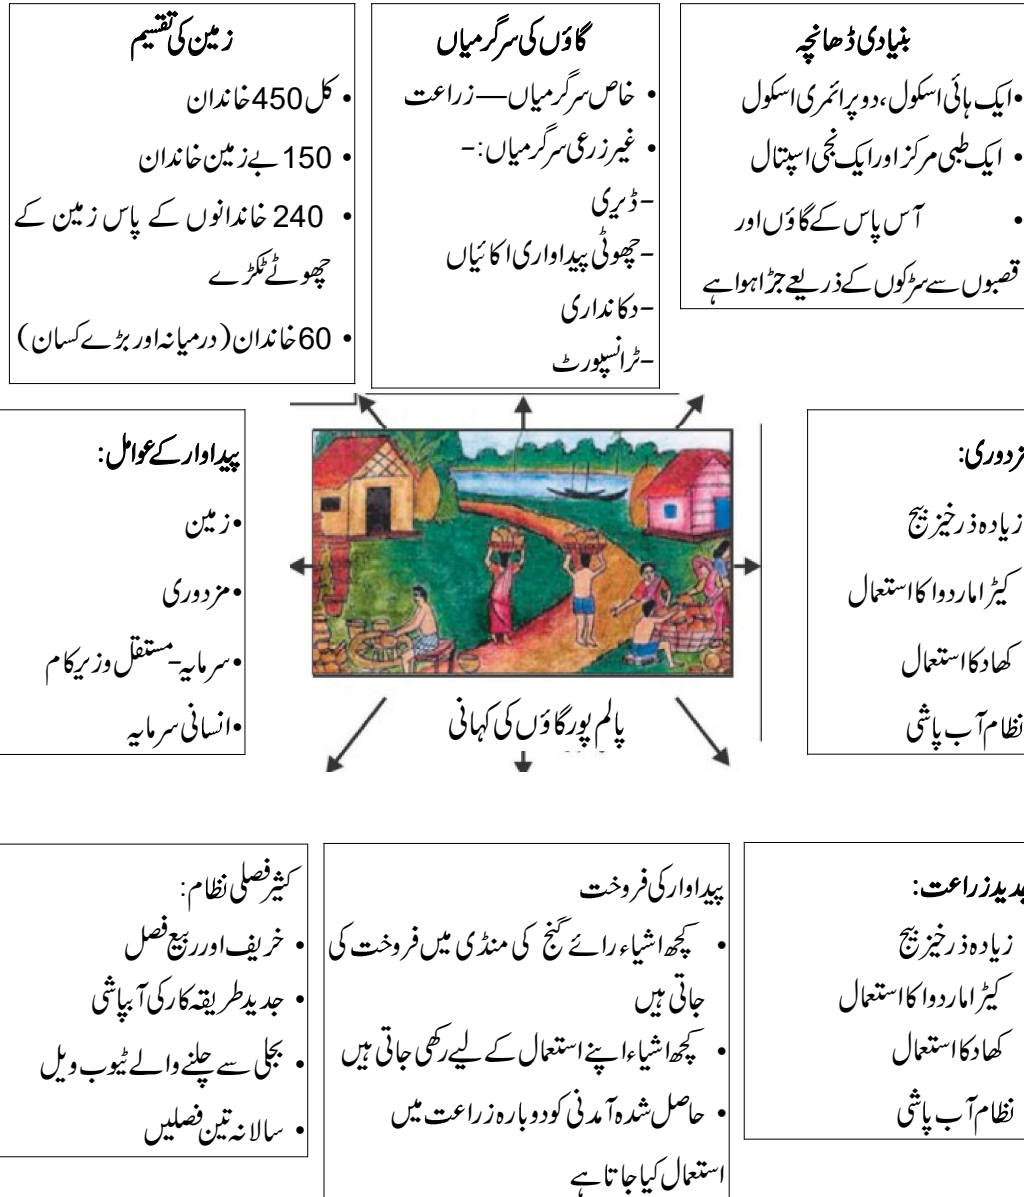 بنیادی ڈھانچہ
•ایک ہائی اسکول، دو پرائمری اسکول
• ایک طبی مرکز اور ایک نجی اسپتال
• آس پاس کے گاؤں اور
قصبوں سے سڑکوں کے ذریعے جڑا ہوا ہے
گاؤں کی سرگرمیاں
• خاص سرگرمیاں — زراعت
• غیر زرعی سرگرمیاں :-
-ڈیری
-چھوٹی پیداواری اکائیاں
-دکانداری
-ٹرانسپورٹ
زمین کی تقسیم
• کل 450 خاندان
• 150 بے زمین خاندان
• 240 خاندانوں کے پاس زمین کے
چھوٹے ٹکڑے
• 60 خاندان (درمیانہ اور بڑے کسان)
مزدوری:
زیادہ ذرخیز بیج
کیڑا مار دوا کا استعمال
کھاد کا استعمال
نظام آب پاشی
پالم پور گاؤں کی کہانی
پیداوار کے عوامل:
•زمین
•مزدوری
•سرمایہ-مستقل و زیر کام
•انسانی سرمایہ
جدید زراعت:
زیادہ ذرخیز بیج
کیڑا مار دوا کا استعمال
کھاد کا استعمال
نظام آب پاشی
پیداوار کی فروخت
• کچھ اشیاء رائے گنج کی منڈی میں فروخت کی
جاتی ہیں
• کچھ اشیاء اپنے استعمال کے لیے رکھی جاتی ہیں
• حاصل شدہ آمدنی کو دوبارہ زراعت میں
استعمال کیا جاتا ہے
کثیر فصلی نظام:
• خریف اور ربیع فصل
• جدید طریقہ کار کی آبپاشی
• بجلی سے چلنے والے ٹیوب ویل
• سالانہ تین فصلیں